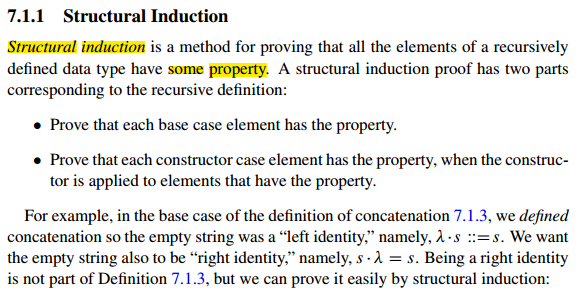 7.1.1 Structural Induction
Structural induction is a method for proving that all the elements of a recursively
defined data type have some property. A structural induction proof has two parts
corresponding to the recursive definition:
• Prove that each base case element has the property.
• Prove that each constructor case element has the property, when the construc-
tor is applied to elements that have the property.
For example, in the base case of the definition of concatenation 7.1.3, we defined
concatenation so the empty string was a “left identity,” namely, λ · s ::= s. We want
the empty string also to be “right identity,” namely, s · λ = s. Being a right identity
is not part of Definition 7.1.3, but we can prove it easily by structural induction: